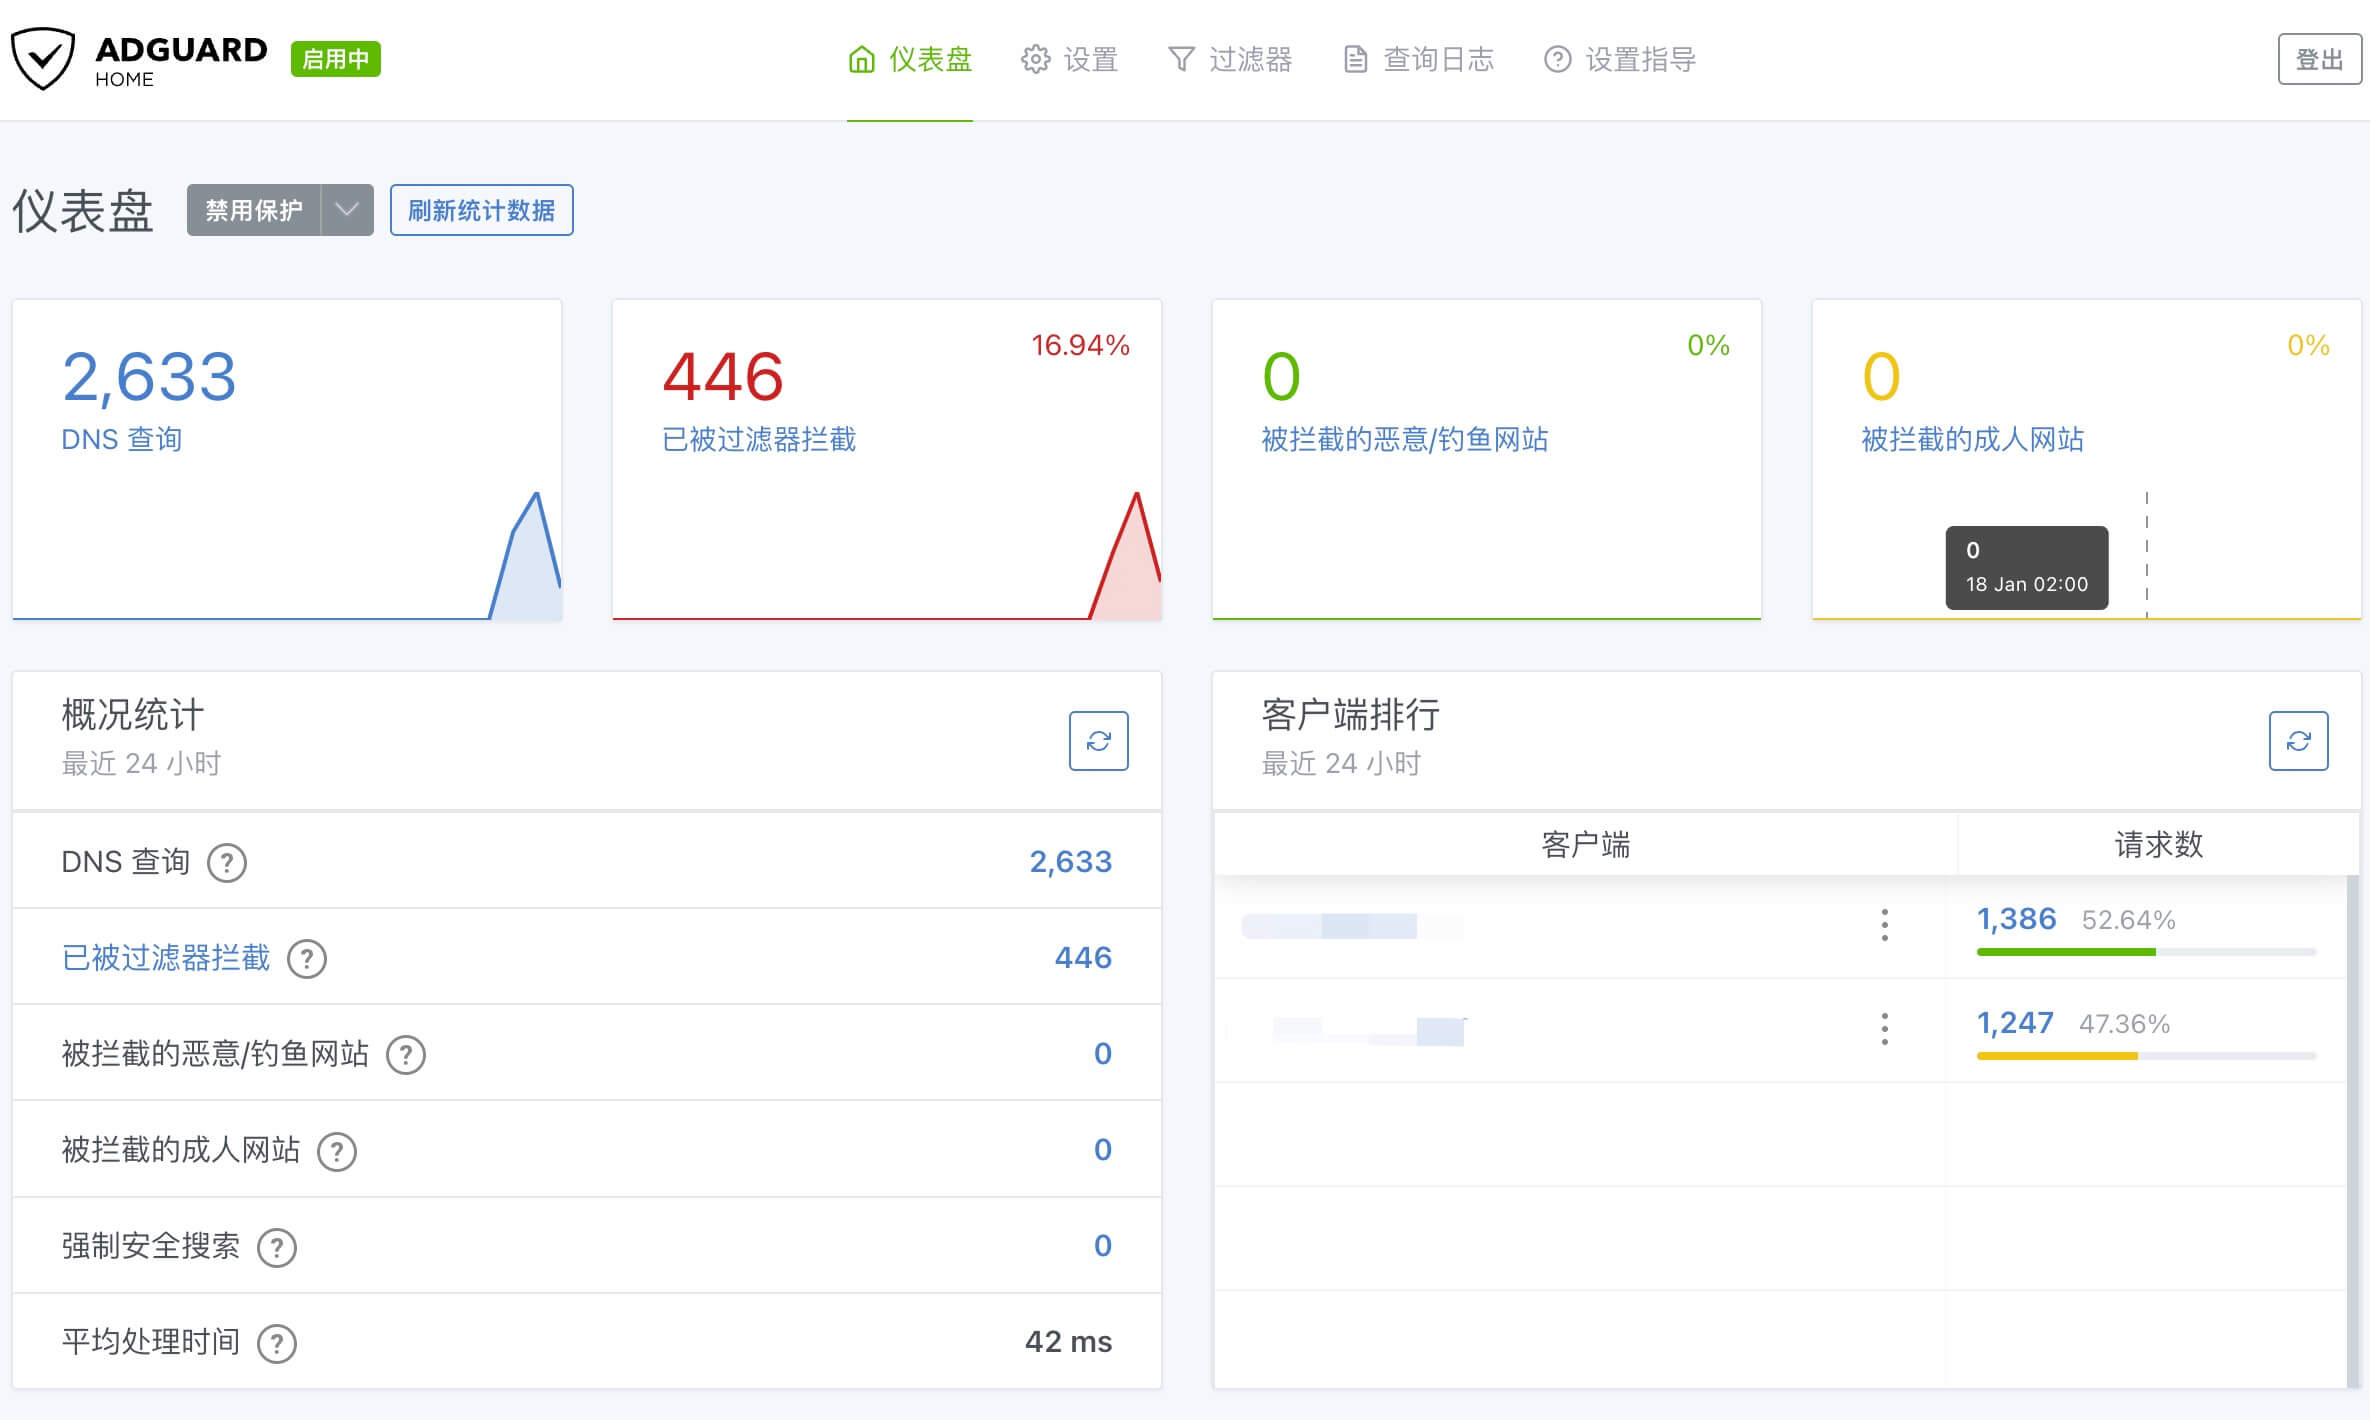 ADGUARD
HOME
启用中
仪表盘
设置
过滤器
查询日志
设置指导
登出
仪表盘
禁用保护
刷新统计数据
2,633
DNS 查询
446
16.94%
已被过滤器拦截
0
0%
被拦截的恶意/钓鱼网站
0
0%
被拦截的成人网站
0
18 Jan 02:00
概况统计
最近 24 小时
DNS 查询 ?
2,633
已被过滤器拦截 ?
446
被拦截的恶意/钓鱼网站 ?
0
被拦截的成人网站 ?
0
强制安全搜索 ?
0
平均处理时间 ?
42 ms
客户端排行
最近 24 小时
客户端
请求数
1,386 52.64%
1,247 47.36%